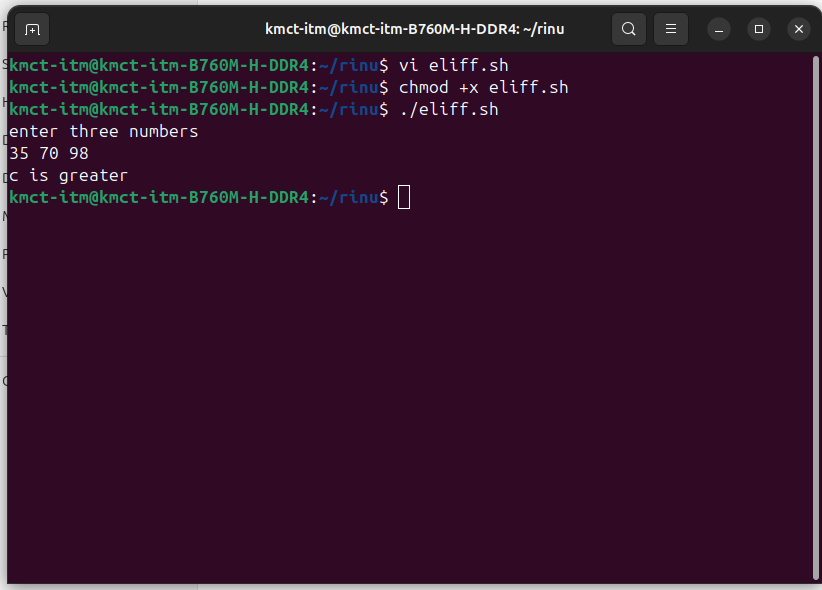 kmct-itm@kmct-itm-B760M-H-DDR4: ~/rinu
kmct-itm@kmct-itm-B760M-H-DDR4:~/rinu$ vi eliff.sh
kmct-itm@kmct-itm-B760M-H-DDR4:~/rinu$ chmod +x eliff.sh
kmct-itm@kmct-itm-B760M-H-DDR4:~/rinu$ ./eliff.sh
enter three numbers
35 70 98
c is greater
kmct-itm@kmct-itm-B760M-H-DDR4:~/rinu$